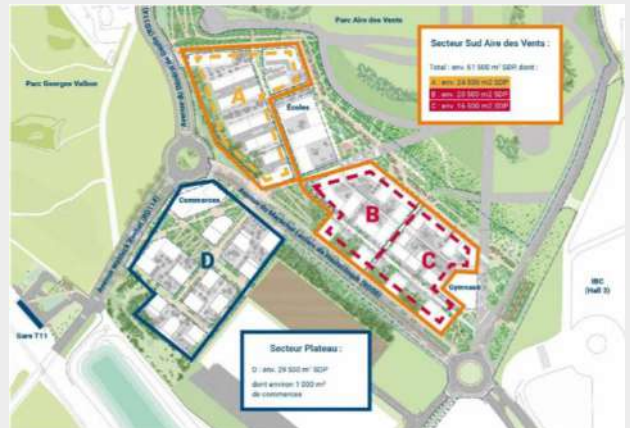 Parc Aire des Vents
Secteur Sud Aire des Vents :
Total : env. 61 000 m² SDP dont :
A : env. 24 000 m2 SDP
B : env. 20 500 m2 SDP
C : env. 16 500 m2 SDP
Parc Georges Valbon
A
Écoles
Commerces
B
D
C
Gymnase
(Hall 3)
Gare T11
Secteur Plateau :
D : env. 29 500 m² SDP
dont environ 1 000 m²
de commerces